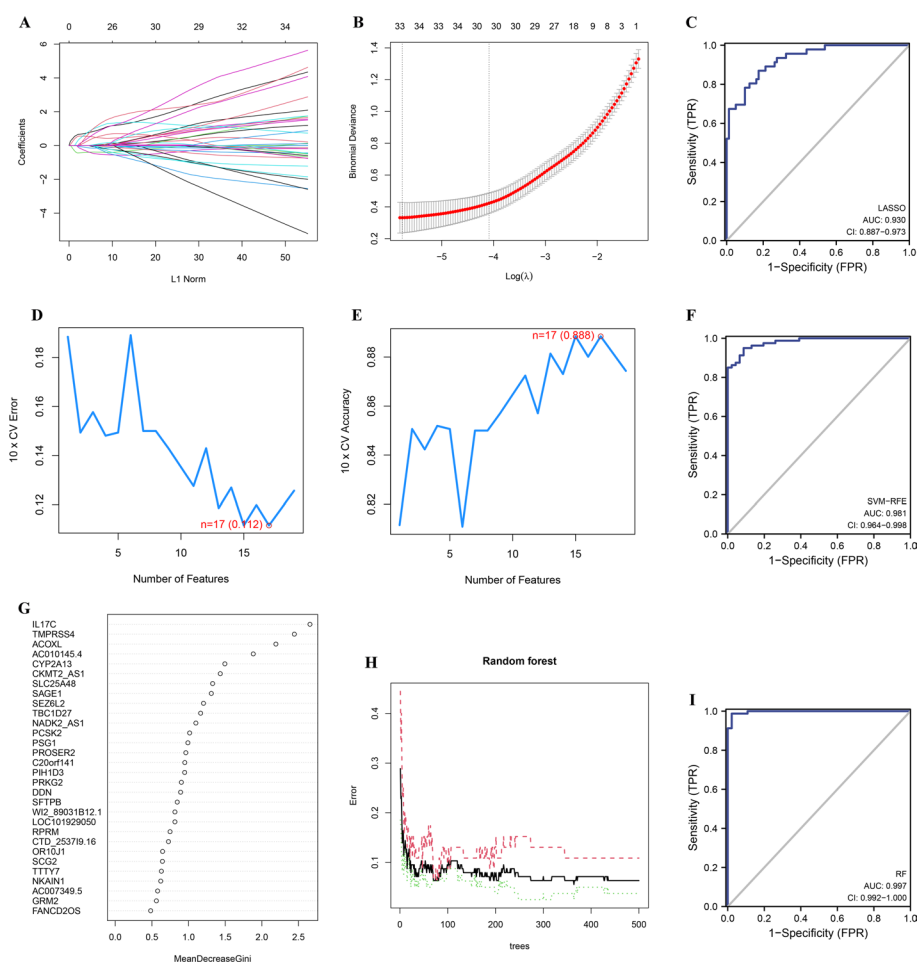 A
0 26 30 31 34
6
4
2
0
−2
−4
Coefficients
0 10 20 30 40 50
L1 Norm
B
33 34 33 34 30 30 29 27 18 9 8 3 1
1.4
1.2
1.0
0.8
0.6
0.4
0.2
Binomial Deviance
−5 −4 −3 −2
Log(λ)
C
1.0
0.8
0.6
0.4
0.2
0.0
Sensitivity (TPR)
LASSO
AUC: 0.930
CI: 0.887−0.973
0.0 0.2 0.4 0.6 0.8 1.0
1-Specificity (FPR)
D
0.18
0.16
0.14
0.12
10 x CV Error
n=17 (0.112)
5 10 15
Number of Features
E
0.88
0.86
0.84
0.82
10 x CV Accuracy
n=17 (0.888)
5 10 15
Number of Features
F
1.0
0.8
0.6
0.4
0.2
0.0
Sensitivity (TPR)
SVM−RFE
AUC: 0.981
CI: 0.964−0.998
0.0 0.2 0.4 0.6 0.8 1.0
1-Specificity (FPR)
G
IL17C
TMPRSS4
ACOXL
AC010145.4
CYP2A13
CKMT2_AS1
SLC25A48
SAGE1
SEZ6L2
TBC1D27
NADK2_AS1
PCSK2
PSG1
PROSER2
C20orf141
PIH1D3
PRKG2
DDN
SFTPB
WI2_89031B12.1
LOC101929050
RPRM
CTD_2537I9.16
OR10J1
SCG2
TTTY7
NKAIN1
AC007349.5
GRM2
FANCD2OS
0.0 0.5 1.0 1.5 2.0 2.5
MeanDecreaseGini
H
Random forest
0.4
0.3
0.2
0.1
Error
0 100 200 300 400 500
trees
I
1.0
0.8
0.6
0.4
0.2
0.0
Sensitivity (TPR)
RF
AUC: 0.997
CI: 0.992−1.000
0.0 0.2 0.4 0.6 0.8 1.0
1-Specificity (FPR)